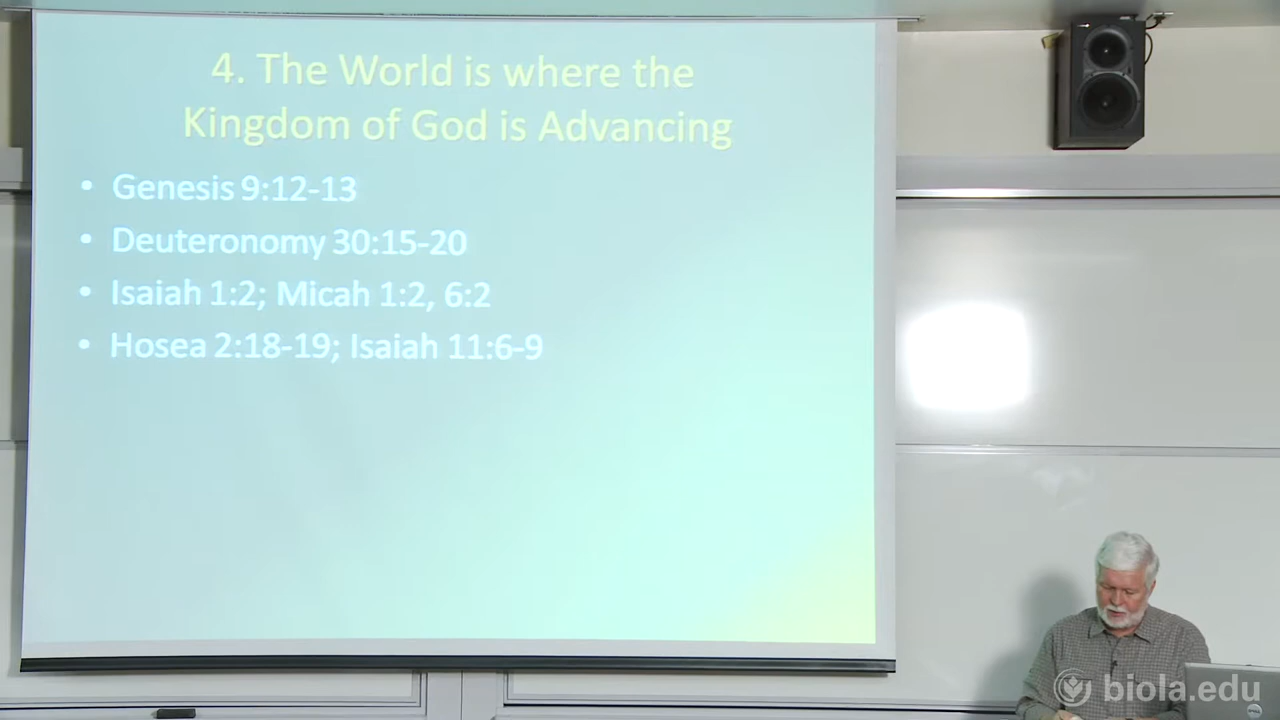 4. The World is where the
Kingdom of God is Advancing
• Genesis 9:12-13
• Deuteronomy 30:15-20
• Isaiah 1:2; Micah 1:2, 6:2
• Hosea 2:18-19; Isaiah 11:6-9
biola.edu